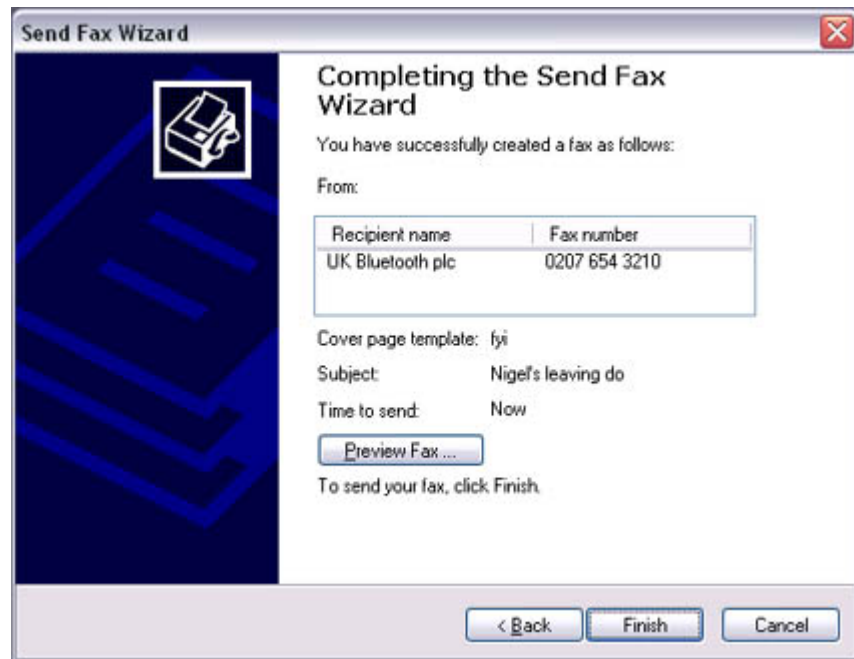 Send Fax Wizard
Completing the Send Fax
Wizard
You have successfully created a fax as follows:
From:
Recipient name Fax number
UK Bluetooth plc 0207 654 3210
Cover page template: fyi
Subject: Nigel's leaving do
Time to send: Now
Preview Fax ...
To send your fax, click Finish.
< Back Finish Cancel